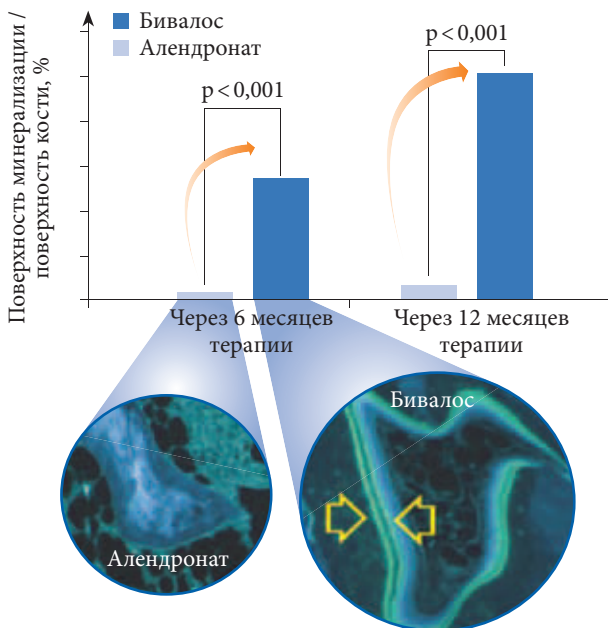 Поверхность минерализации /
поверхность кости, %
Бивалос
Алендронат
p < 0,001
p < 0,001
Через 6 месяцев
терапии
Через 12 месяцев
терапии
Алендронат
Бивалос